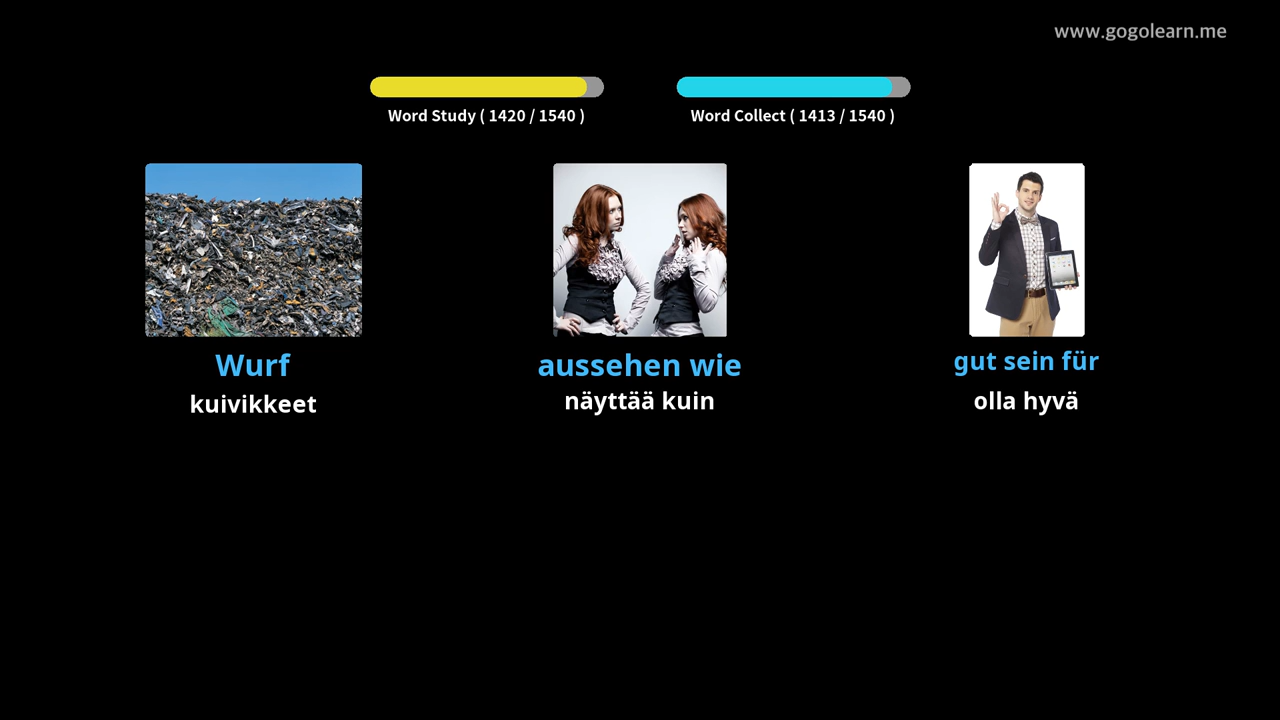 www.gogolearn.me
Word Study ( 1420 / 1540 )
Word Collect ( 1413 / 1540 )
Wurf
kuivikkeet
aussehen wie
näyttää kuin
gut sein für
olla hyvä